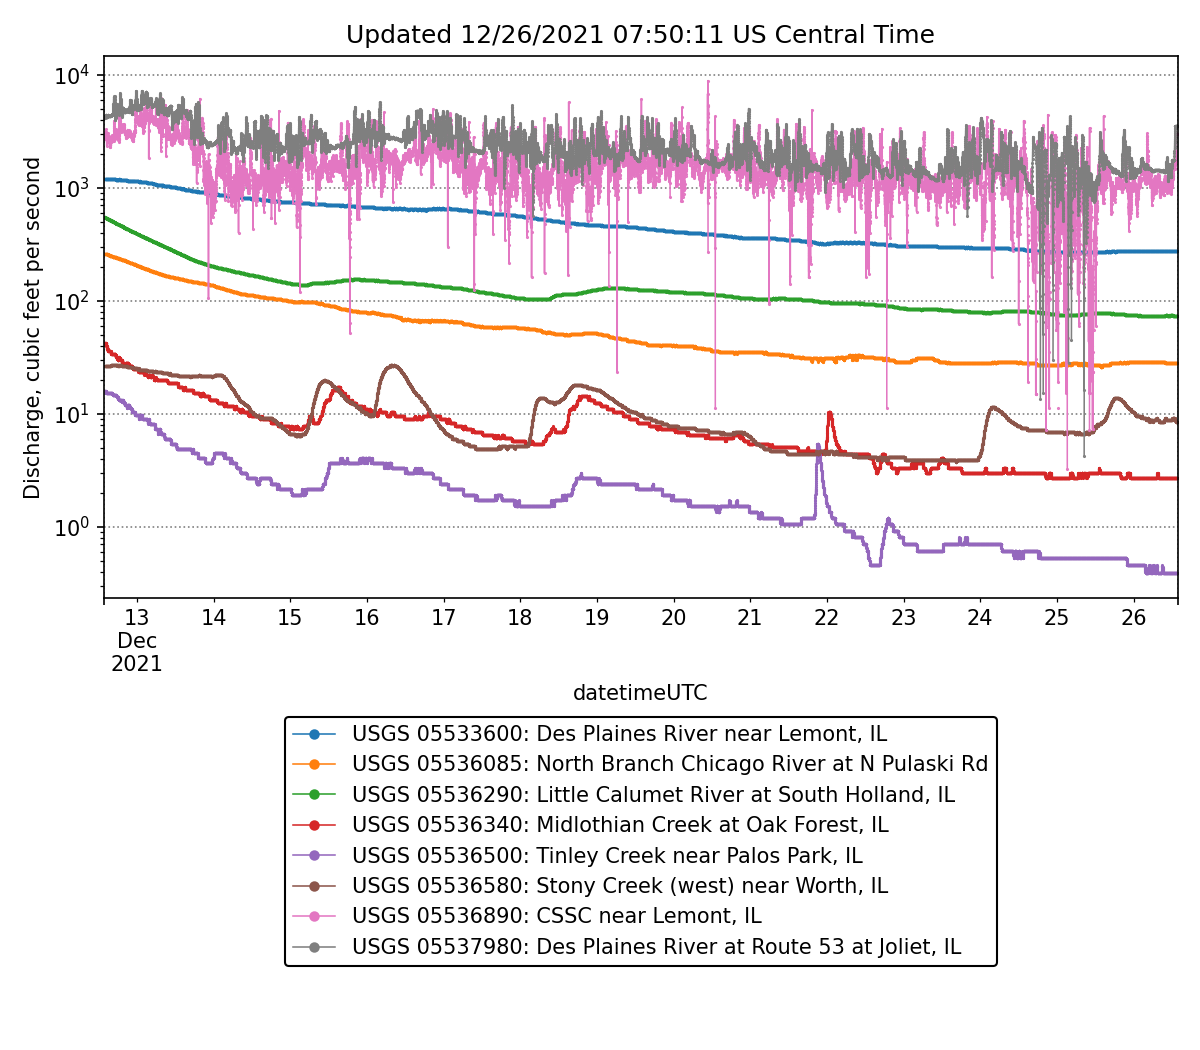 Updated 12/26/2021 07:50:11 US Central Time
Discharge, cubic feet per second
10^4
10^3
10^2
10^1
10^0
13 14 15 16 17 18 19 20 21 22 23 24 25 26
Dec
2021
datetimeUTC
USGS 05533600: Des Plaines River near Lemont, IL
USGS 05536085: North Branch Chicago River at N Pulaski Rd
USGS 05536290: Little Calumet River at South Holland, IL
USGS 05536340: Midlothian Creek at Oak Forest, IL
USGS 05536500: Tinley Creek near Palos Park, IL
USGS 05536580: Stony Creek (west) near Worth, IL
USGS 05536890: CSSC near Lemont, IL
USGS 05537980: Des Plaines River at Route 53 at Joliet, IL